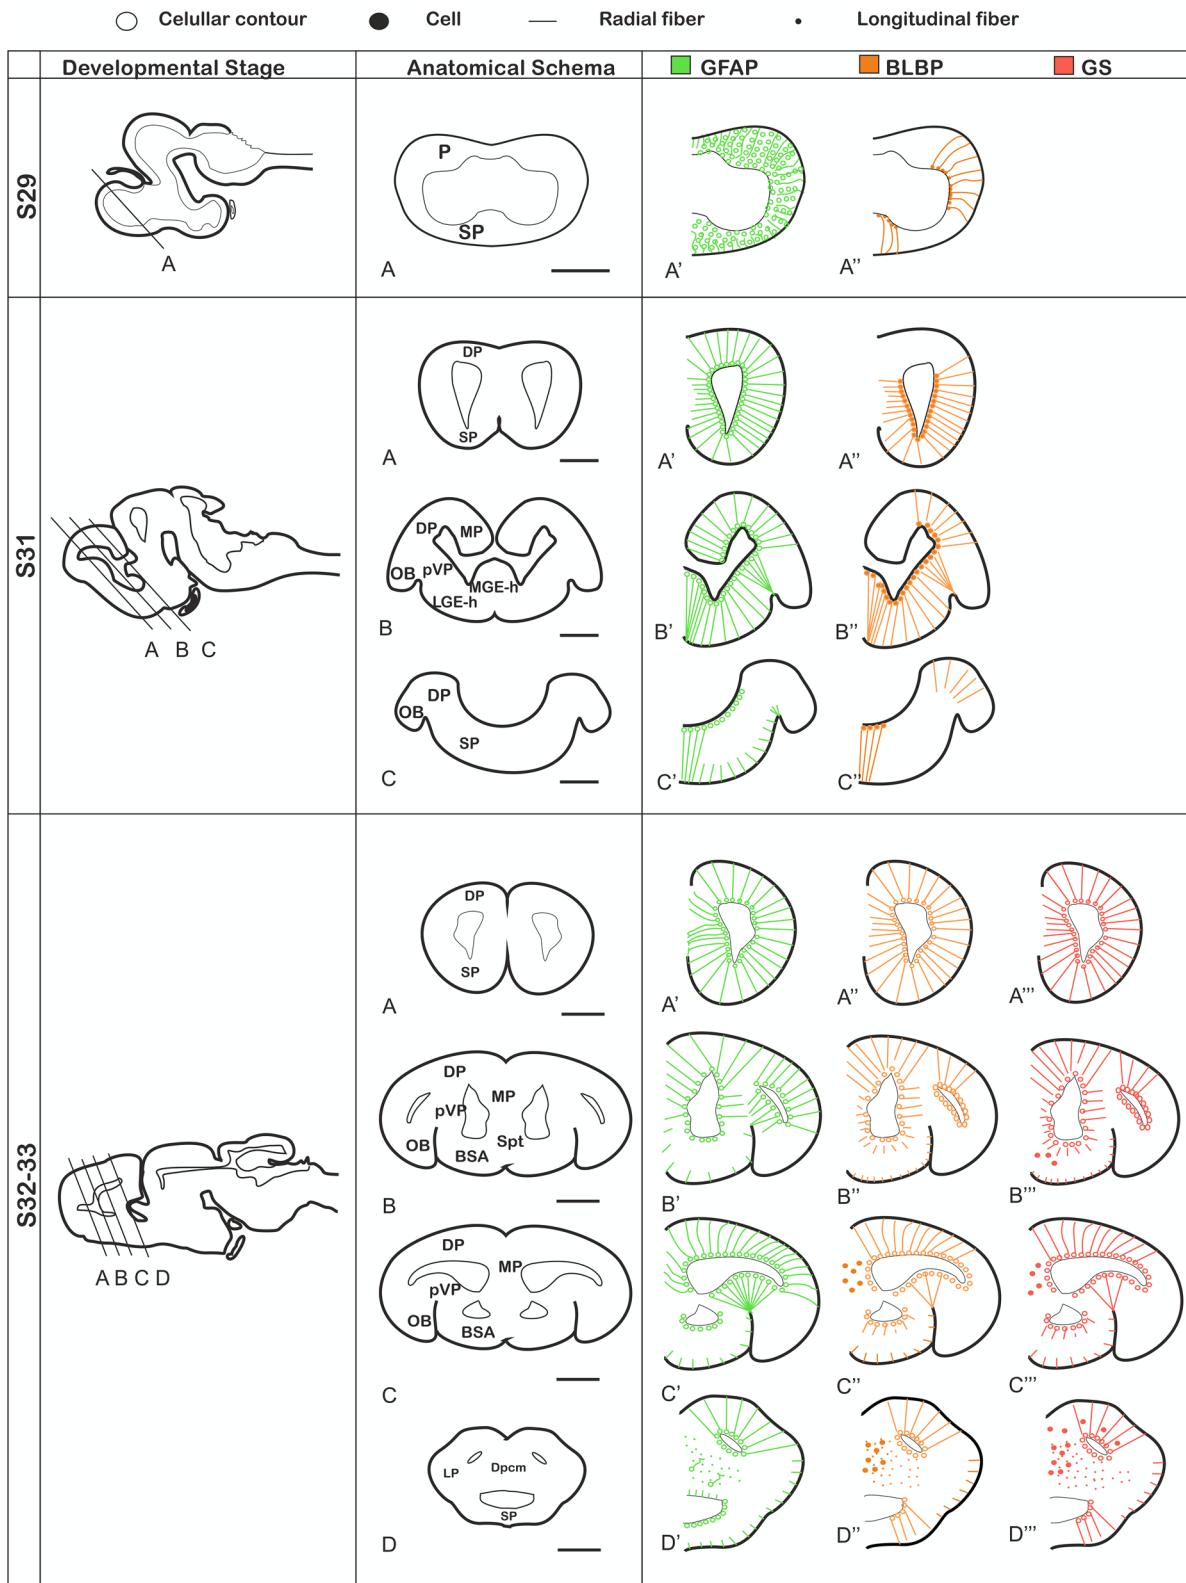 Celullar contour Cell Radial fiber Longitudinal fiber
Developmental Stage Anatomical Schema GFAP BLBP GS
S29
A
P
SP
A
A'
A''
S31
A B C
DP
SP
A
A'
A''
DP MP
OB pVP
MGE-h
LGE-h
B
B'
B''
DP
OB
SP
C
C'
C''
S32-33
A B C D
DP
SP
A
A'
A''
A'''
DP
MP
pVP
OB Spt
BSA
B
B'
B''
B'''
DP
MP
pVP
OB
BSA
C
C'
C''
C'''
LP Dpcm
SP
D
D'
D''
D'''